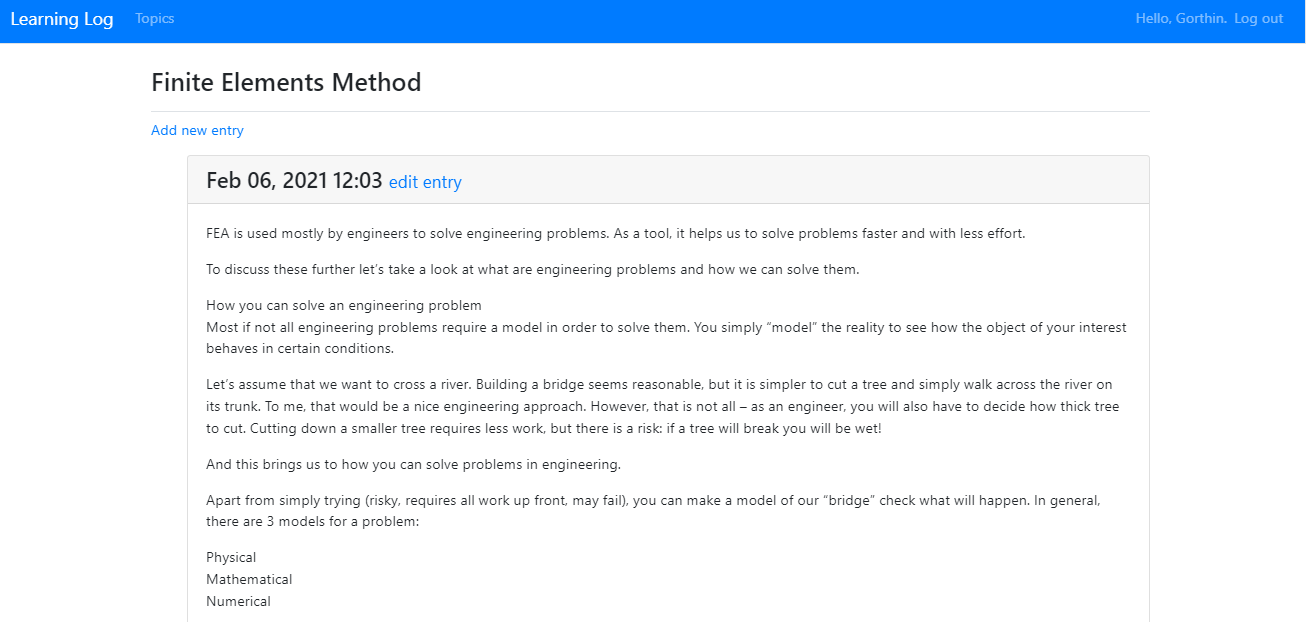 Learning Log Topics Hello, Gorthin. Log out
Finite Elements Method
Add new entry
Feb 06, 2021 12:03 edit entry
FEA is used mostly by engineers to solve engineering problems. As a tool, it helps us to solve problems faster and with less effort.
To discuss these further let’s take a look at what are engineering problems and how we can solve them.
How you can solve an engineering problem
Most if not all engineering problems require a model in order to solve them. You simply “model” the reality to see how the object of your interest
behaves in certain conditions.
Let’s assume that we want to cross a river. Building a bridge seems reasonable, but it is simpler to cut a tree and simply walk across the river on
its trunk. To me, that would be a nice engineering approach. However, that is not all – as an engineer, you will also have to decide how thick tree
to cut. Cutting down a smaller tree requires less work, but there is a risk: if a tree will break you will be wet!
And this brings us to how you can solve problems in engineering.
Apart from simply trying (risky, requires all work up front, may fail), you can make a model of our “bridge” check what will happen. In general,
there are 3 models for a problem:
Physical
Mathematical
Numerical